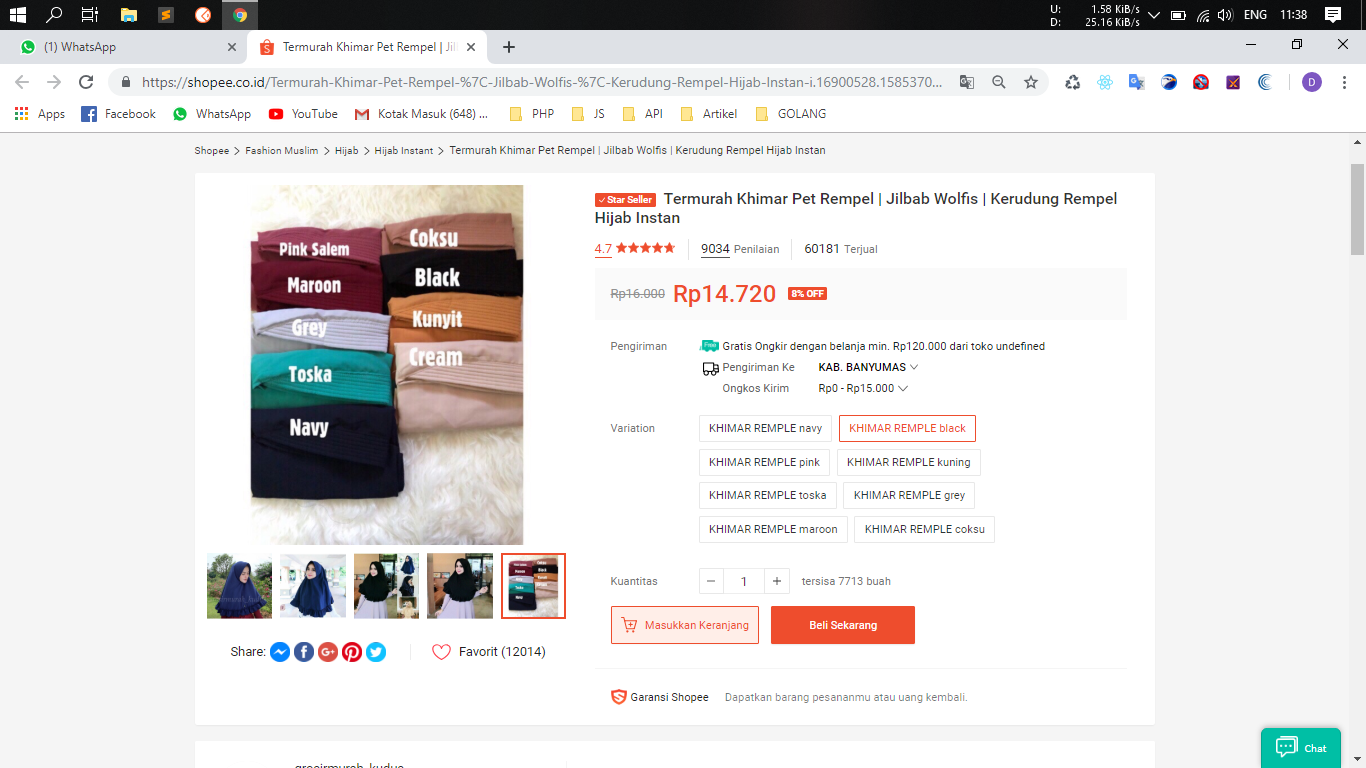 U: 1.58 KiB/s
D: 25.16 KiB/s
ENG 11:38
(1) WhatsApp
Termurah Khimar Pet Rempel | Jil
https://shopee.co.id/Termurah-Khimar-Pet-Rempel-%7C-Jilbab-Wolfis-%7C-Kerudung-Rempel-Hijab-Instan-i.16900528.1585370...
D
Apps Facebook WhatsApp YouTube Kotak Masuk (648) ... PHP JS API Artikel GOLANG
Shopee > Fashion Muslim > Hijab > Hijab Instant > Termurah Khimar Pet Rempel | Jilbab Wolfis | Kerudung Rempel Hijab Instan
Pink Salem
Coksu
Maroon
Black
Grey
Kunyit
Toska
Cream
Navy
Share:
Favorit (12014)
Star Seller Termurah Khimar Pet Rempel | Jilbab Wolfis | Kerudung Rempel
Hijab Instan
4.7 9034 Penilaian 60181 Terjual
Rp16.000 Rp14.720 8% OFF
Pengiriman
Free Gratis Ongkir dengan belanja min. Rp120.000 dari toko undefined
Pengiriman Ke KAB. BANYUMAS
Ongkos Kirim Rp0 - Rp15.000
Variation
KHIMAR REMPLE navy KHIMAR REMPLE black
KHIMAR REMPLE pink KHIMAR REMPLE kuning
KHIMAR REMPLE toska KHIMAR REMPLE grey
KHIMAR REMPLE maroon KHIMAR REMPLE coksu
Kuantitas 1 tersisa 7713 buah
Masukkan Keranjang Beli Sekarang
Garansi Shopee Dapatkan barang pesananmu atau uang kembali.
Chat